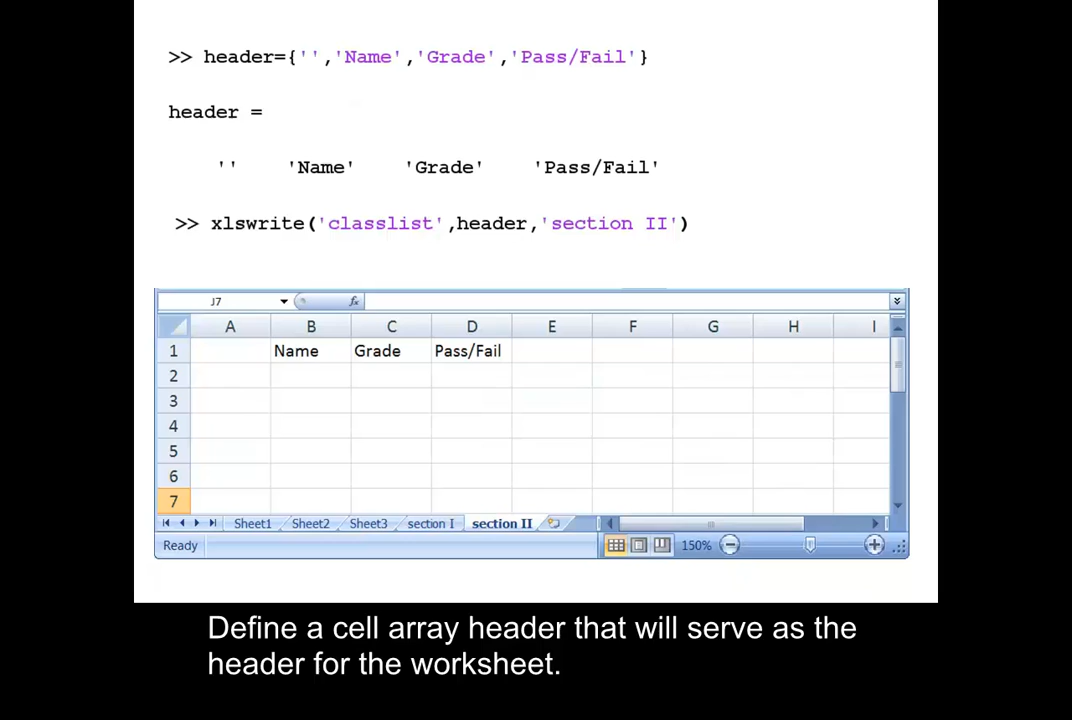 >> header={'','Name','Grade','Pass/Fail'}
header =
'' 'Name' 'Grade' 'Pass/Fail'
>> xlswrite('classlist',header,'section II')
J7 fx
A B C D E F G H I
1 Name Grade Pass/Fail
2
3
4
5
6
7
Sheet1 Sheet2 Sheet3 section I section II
Ready 150%
Define a cell array header that will serve as the
header for the worksheet.